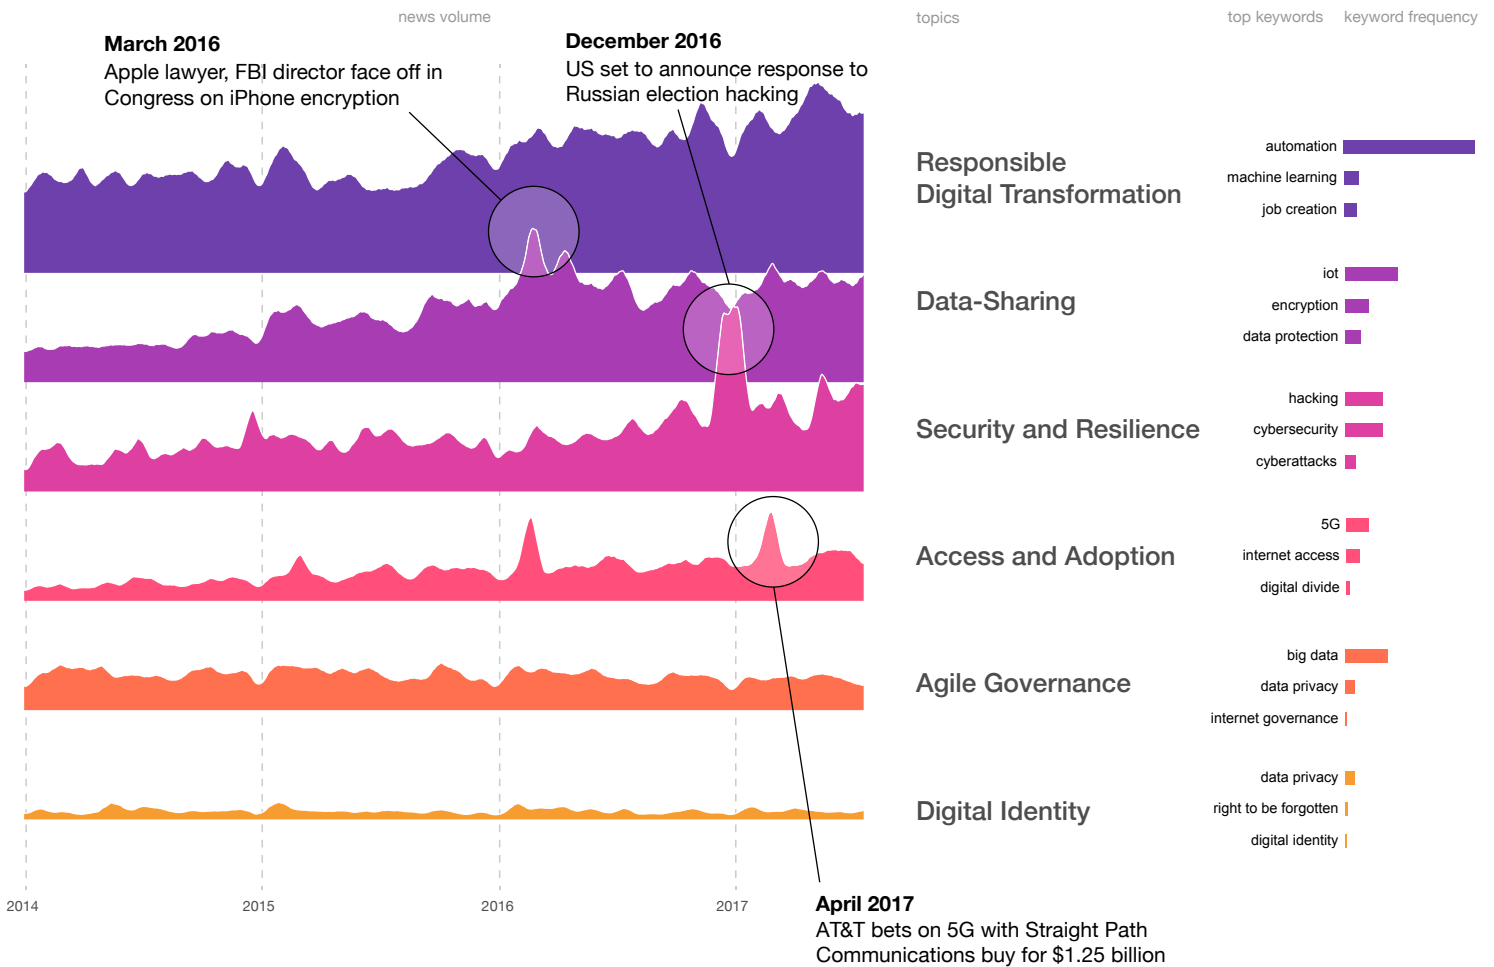 news volume
topics
top keywords
keyword frequency
March 2016
Apple lawyer, FBI director face off in
Congress on iPhone encryption
December 2016
US set to announce response to
Russian election hacking
Responsible
Digital Transformation
automation
machine learning
job creation
Data-Sharing
iot
encryption
data protection
Security and Resilience
hacking
cybersecurity
cyberattacks
Access and Adoption
5G
internet access
digital divide
Agile Governance
big data
data privacy
internet governance
Digital Identity
data privacy
right to be forgotten
digital identity
2014
2015
2016
2017
April 2017
AT&T bets on 5G with Straight Path
Communications buy for $1.25 billion